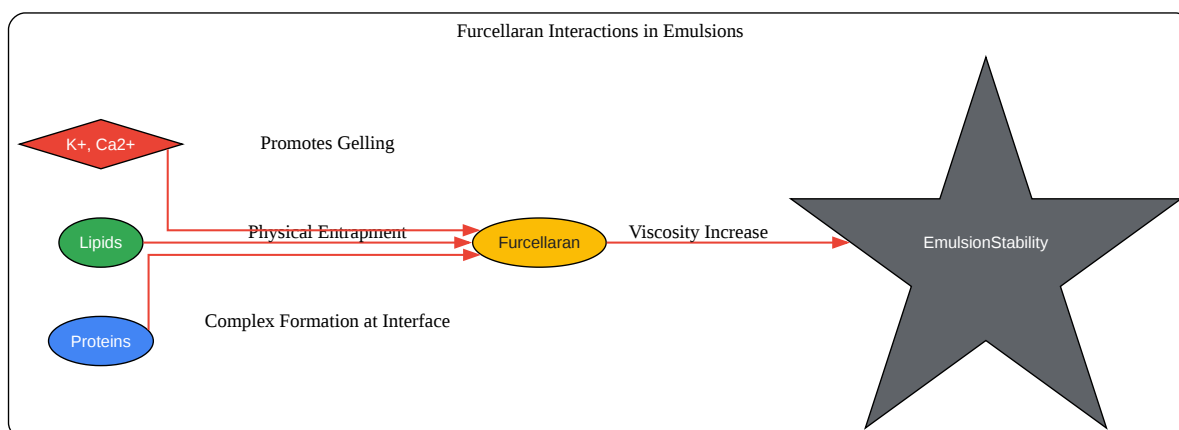 Furcellaran Interactions in Emulsions
K+, Ca2+
Promotes Gelling
Lipids
Physical Entrapment
Furcellaran
Viscosity Increase
EmulsionStability
Proteins
Complex Formation at Interface